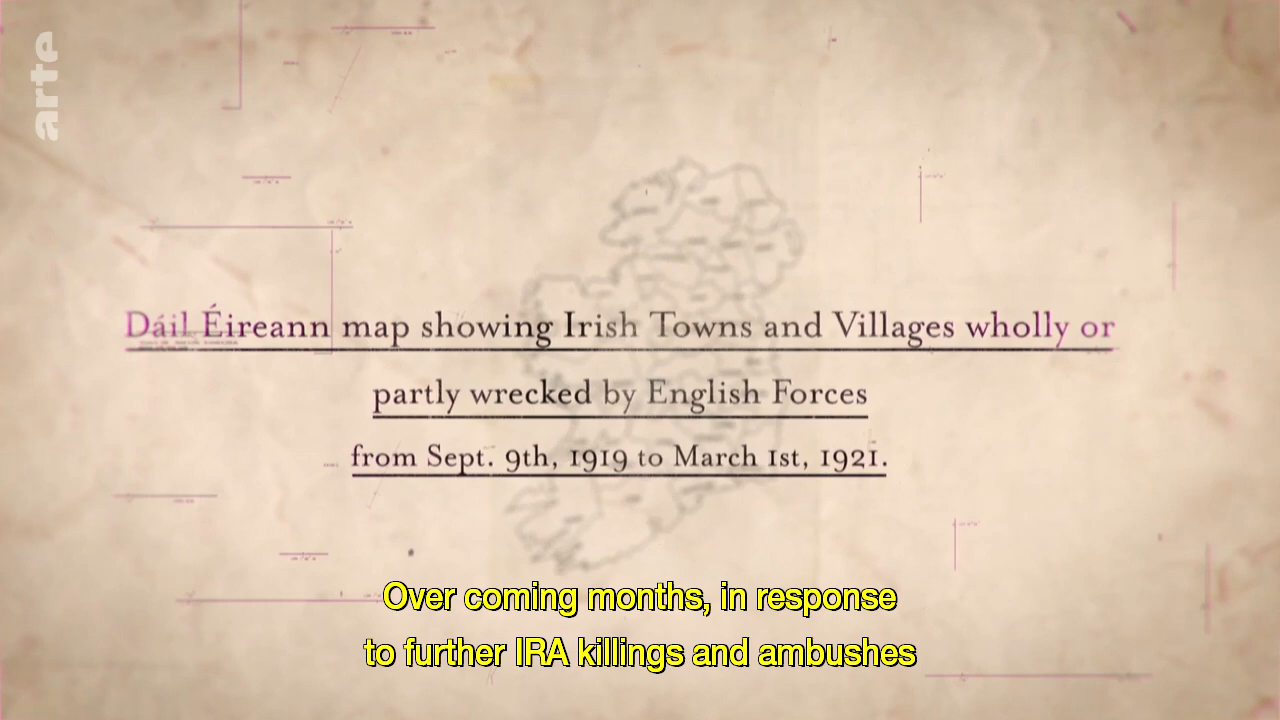 arte
Dáil Éireann map showing Irish Towns and Villages wholly or
partly wrecked by English Forces
from Sept. 9th, 1919 to March 1st, 1921.
Over coming months, in response
to further IRA killings and ambushes